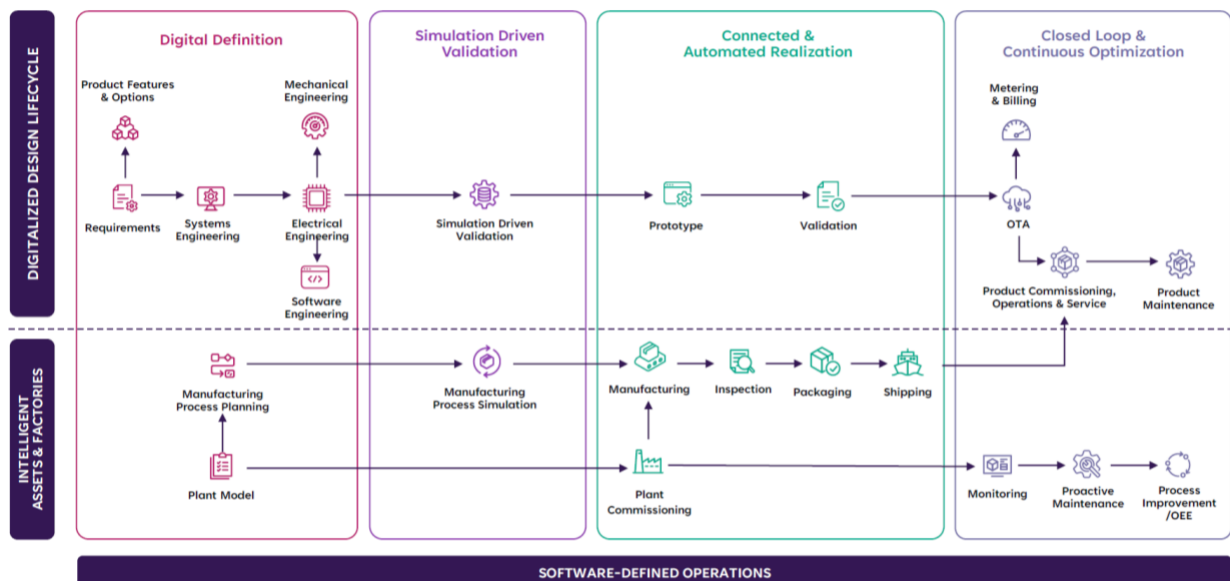 DIGITALIZED DESIGN LIFECYCLE
Digital Definition
Product Features
& Options
Mechanical
Engineering
Requirements
Systems
Engineering
Electrical
Engineering
Software
Engineering
Simulation Driven
Validation
Simulation Driven
Validation
Connected &
Automated Realization
Prototype
Validation
Closed Loop &
Continuous Optimization
Metering
& Billing
OTA
Product Commissioning,
Operations & Service
Product
Maintenance
INTELLIGENT
ASSETS & FACTORIES
Manufacturing
Process Planning
Plant Model
Manufacturing
Process Simulation
Manufacturing
Inspection
Packaging
Shipping
Plant
Commissioning
Monitoring
Proactive
Maintenance
Process
Improvement
/OEE
SOFTWARE-DEFINED OPERATIONS